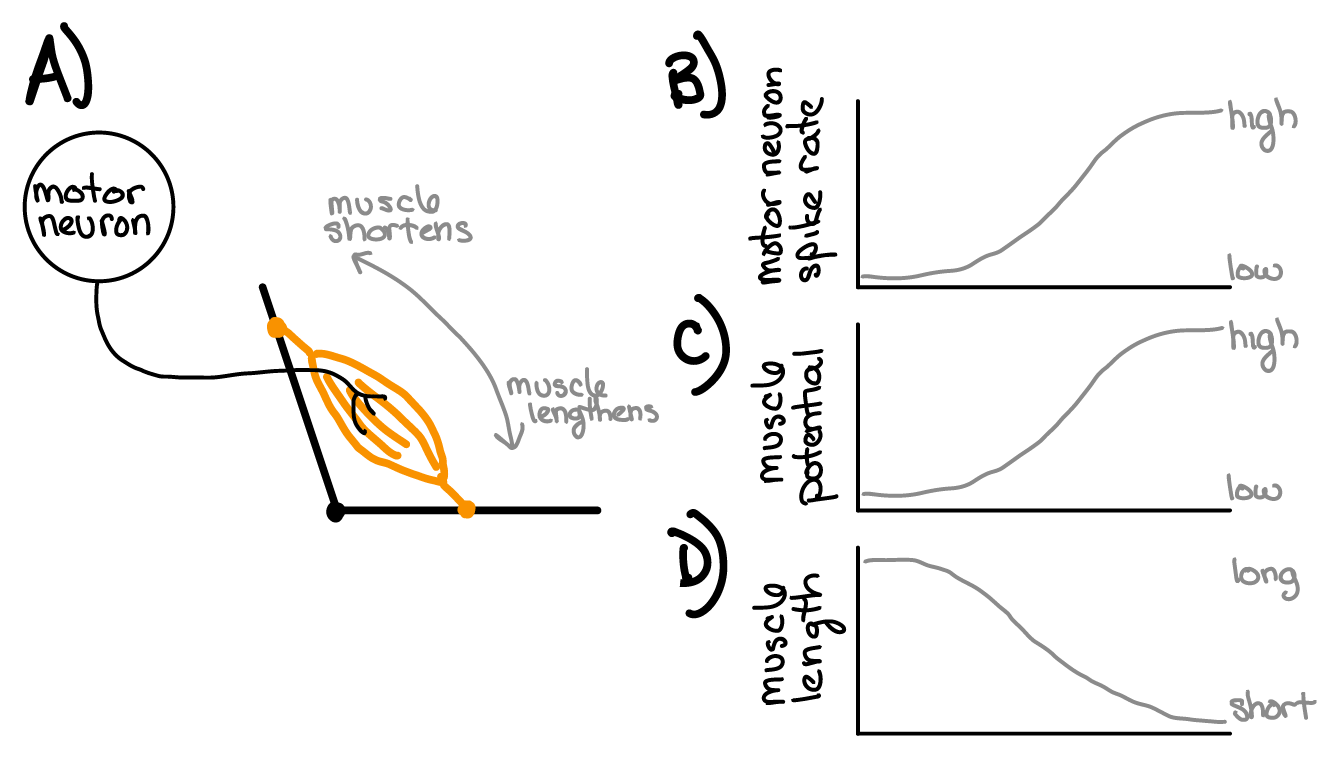 A)
motor
neuron
muscle
shortens
muscle
lengthens
B)
motor neuron
spike rate
high
low
C)
muscle
potential
high
low
D)
muscle
length
long
short